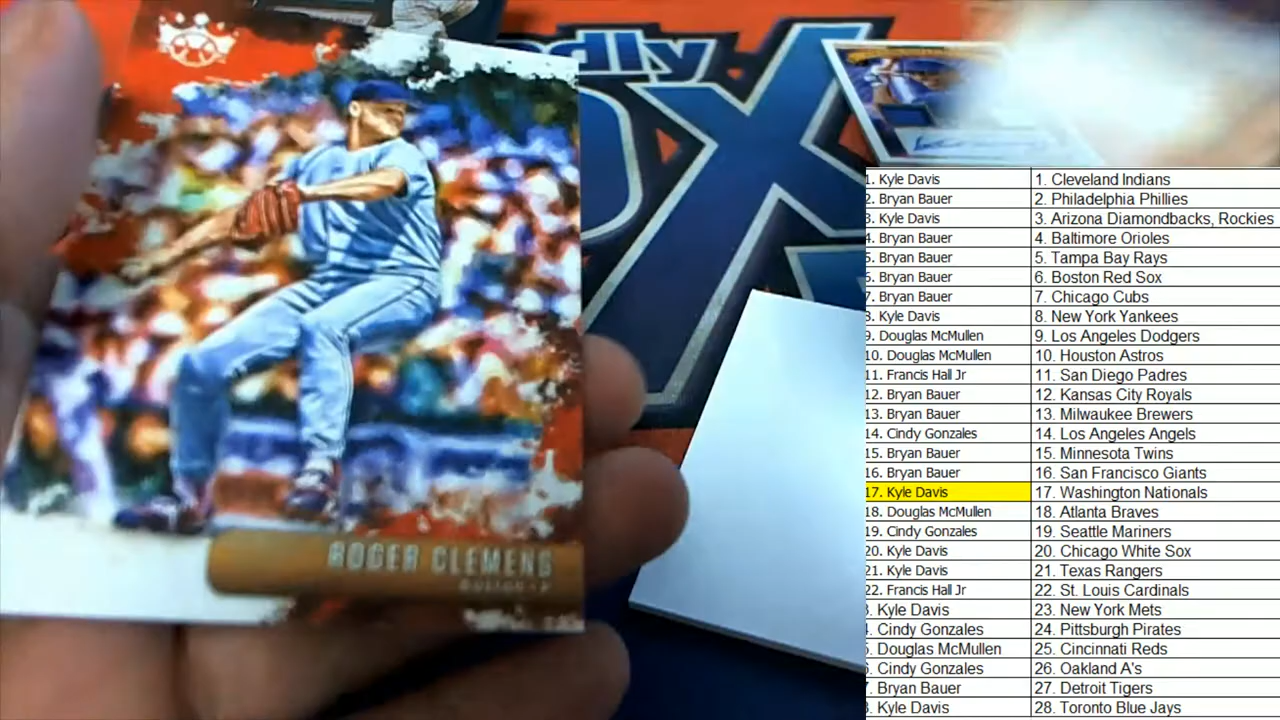 dly
OX
ROGER CLEMENS
BOSTON - P
1. Kyle Davis 1. Cleveland Indians
2. Bryan Bauer 2. Philadelphia Phillies
3. Kyle Davis 3. Arizona Diamondbacks, Rockies
4. Bryan Bauer 4. Baltimore Orioles
5. Bryan Bauer 5. Tampa Bay Rays
6. Bryan Bauer 6. Boston Red Sox
7. Bryan Bauer 7. Chicago Cubs
8. Kyle Davis 8. New York Yankees
9. Douglas McMullen 9. Los Angeles Dodgers
10. Douglas McMullen 10. Houston Astros
11. Francis Hall Jr 11. San Diego Padres
12. Bryan Bauer 12. Kansas City Royals
13. Bryan Bauer 13. Milwaukee Brewers
14. Cindy Gonzales 14. Los Angeles Angels
15. Bryan Bauer 15. Minnesota Twins
16. Bryan Bauer 16. San Francisco Giants
17. Kyle Davis 17. Washington Nationals
18. Douglas McMullen 18. Atlanta Braves
19. Cindy Gonzales 19. Seattle Mariners
20. Kyle Davis 20. Chicago White Sox
21. Kyle Davis 21. Texas Rangers
22. Francis Hall Jr 22. St. Louis Cardinals
. Kyle Davis 23. New York Mets
. Cindy Gonzales 24. Pittsburgh Pirates
. Douglas McMullen 25. Cincinnati Reds
. Cindy Gonzales 26. Oakland A's
. Bryan Bauer 27. Detroit Tigers
. Kyle Davis 28. Toronto Blue Jays